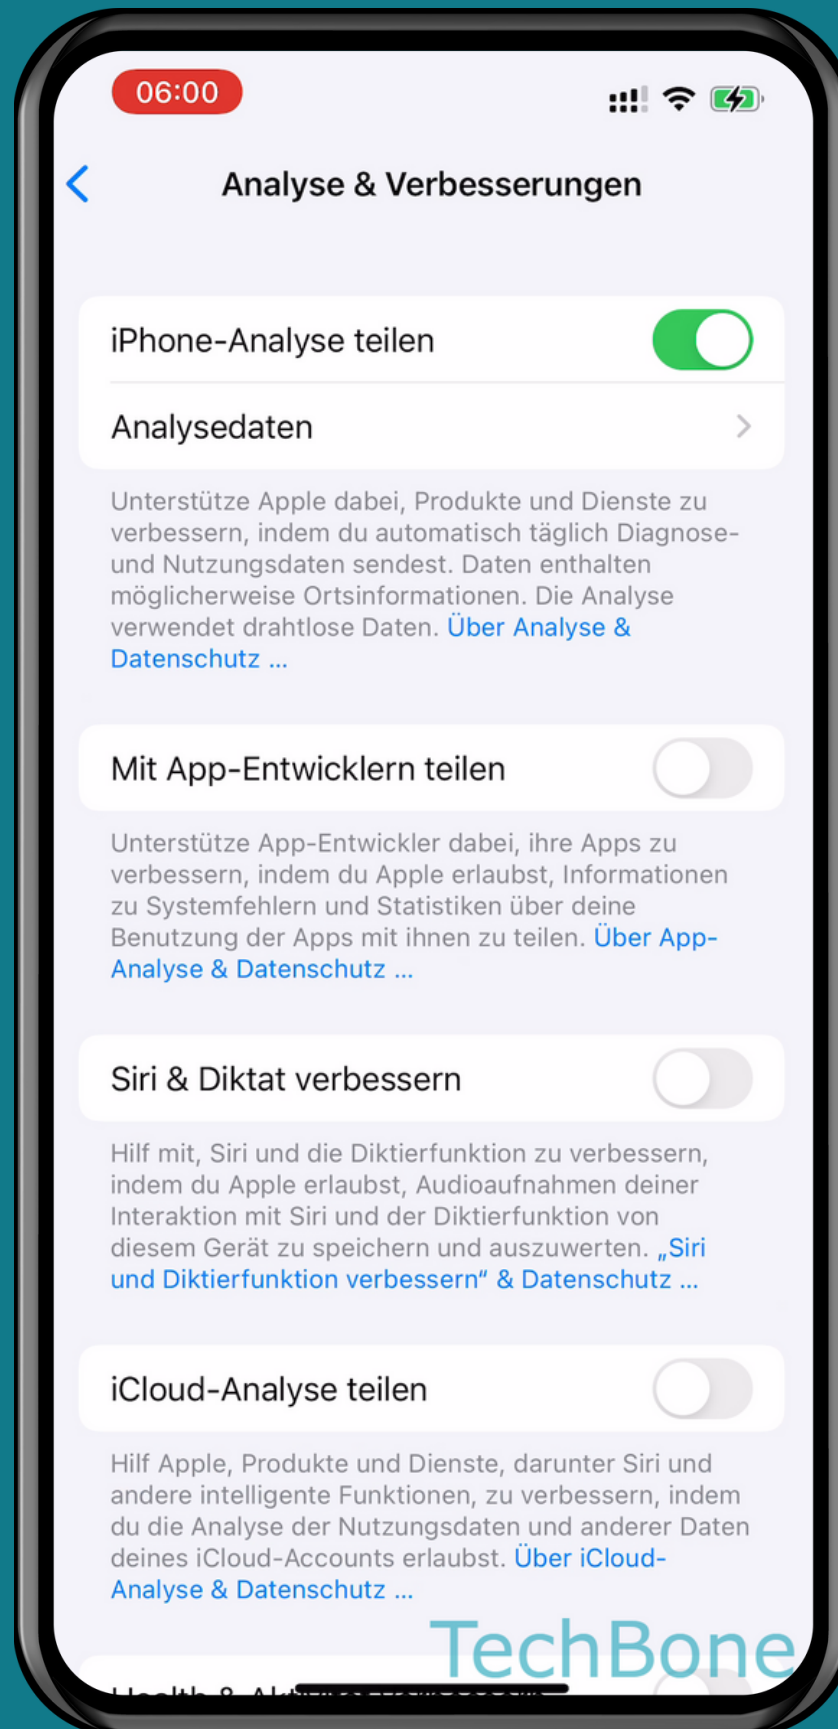 06:00
Analyse & Verbesserungen
iPhone-Analyse teilen
Analysedaten
Unterstütze Apple dabei, Produkte und Dienste zu
verbessern, indem du automatisch täglich Diagnose-
und Nutzungsdaten sendest. Daten enthalten
möglicherweise Ortsinformationen. Die Analyse
verwendet drahtlose Daten. Über Analyse &
Datenschutz ...
Mit App-Entwicklern teilen
Unterstütze App-Entwickler dabei, ihre Apps zu
verbessern, indem du Apple erlaubst, Informationen
zu Systemfehlern und Statistiken über deine
Benutzung der Apps mit ihnen zu teilen. Über App-
Analyse & Datenschutz ...
Siri & Diktat verbessern
Hilf mit, Siri und die Diktierfunktion zu verbessern,
indem du Apple erlaubst, Audioaufnahmen deiner
Interaktion mit Siri und der Diktierfunktion von
diesem Gerät zu speichern und auszuwerten. „Siri
und Diktierfunktion verbessern“ & Datenschutz ...
iCloud-Analyse teilen
Hilf Apple, Produkte und Dienste, darunter Siri und
andere intelligente Funktionen, zu verbessern, indem
du die Analyse der Nutzungsdaten und anderer Daten
deines iCloud-Accounts erlaubst. Über iCloud-
Analyse & Datenschutz ...
TechBone
Health &